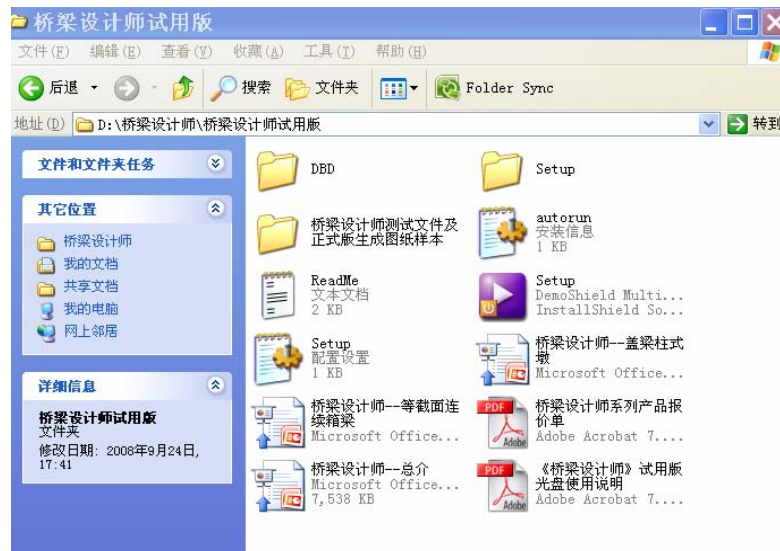 桥梁设计师试用版
文件(F) 编辑(E) 查看(V) 收藏(A) 工具(T) 帮助(H)
后退 搜索 文件夹 Folder Sync
地址(D) D:\桥梁设计师\桥梁设计师试用版 转到
文件和文件夹任务
其它位置
桥梁设计师
我的文档
共享文档
我的电脑
网上邻居
详细信息
桥梁设计师试用版
文件夹
修改日期: 2008年9月24日,
17:41
DBD
Setup
桥梁设计师测试文件及
正式版生成图纸样本
autorun
安装信息
1 KB
ReadMe
文本文档
2 KB
Setup
DemoShield Multi...
InstallShield So...
Setup
配置设置
1 KB
桥梁设计师--盖梁柱式
墩
Microsoft Office...
桥梁设计师--等截面连
续箱梁
Microsoft Office...
PDF
Adobe
桥梁设计师系列产品报
价单
Adobe Acrobat 7....
桥梁设计师--总介
Microsoft Office...
7,538 KB
PDF
Adobe
《桥梁设计师》试用版
光盘使用说明
Adobe Acrobat 7....